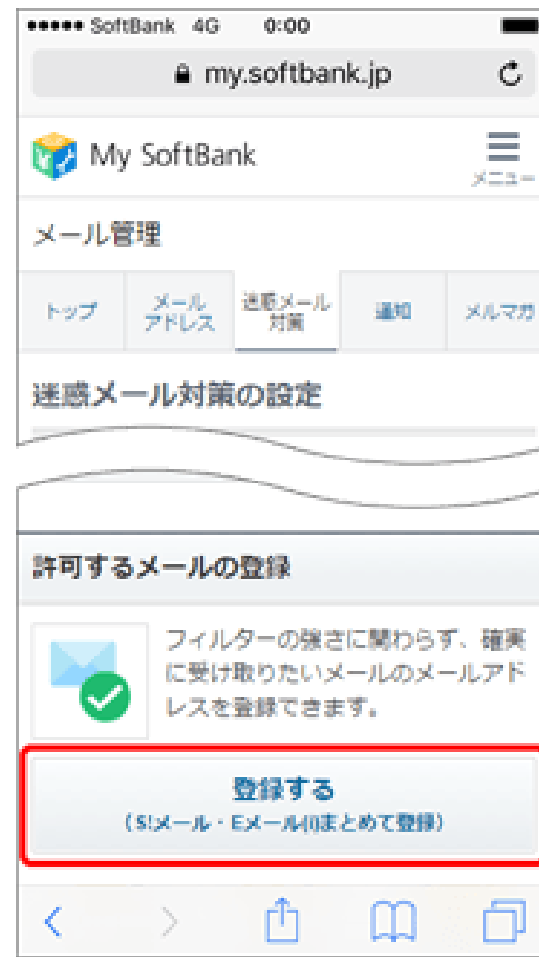 SoftBank 4G 0:00
my.softbank.jp
My SoftBank
メニュー
メール管理
トップ
メール
アドレス
迷惑メール
対策
通知
メルマガ
迷惑メール対策の設定
許可するメールの登録
フィルターの強さに関わらず、確実
に受け取りたいメールのメールアド
レスを登録できます。
登録する
(S!メール・Eメール(i)まとめて登録)